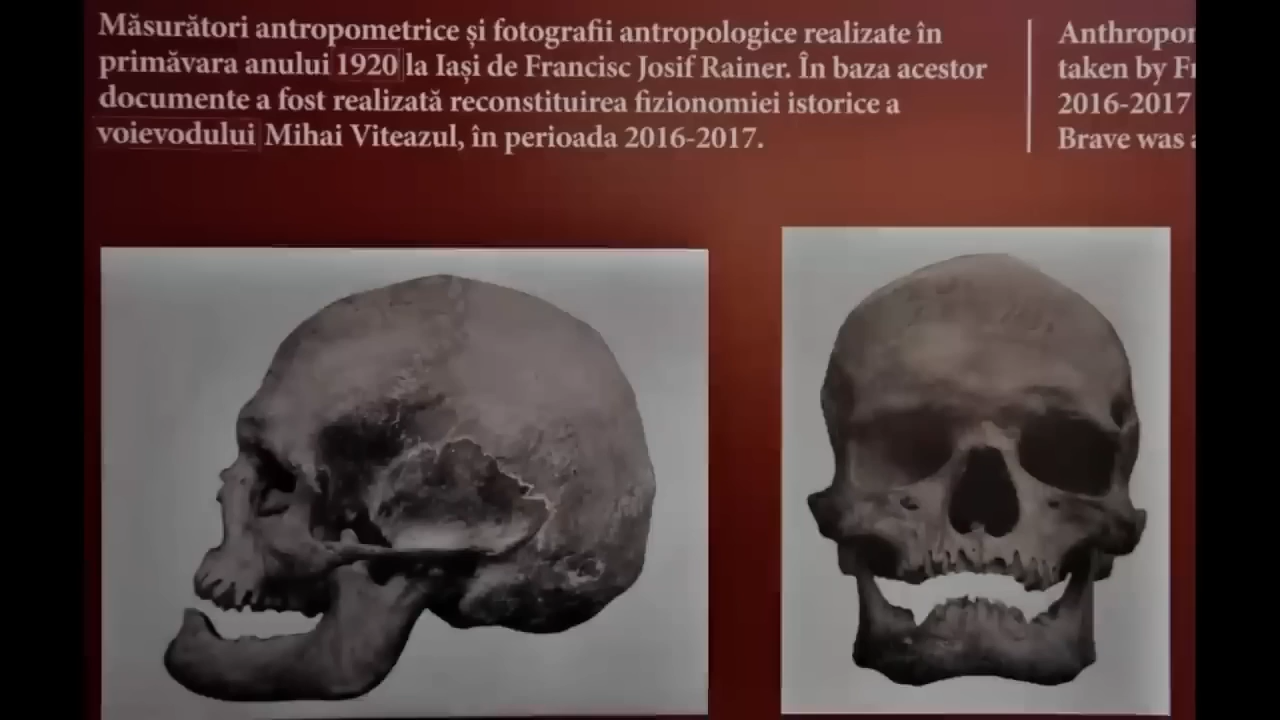 Măsurători antropometrice și fotografii antropologice realizate în
primăvara anului 1920 la Iași de Francisc Josif Rainer. În baza acestor
documente a fost realizată reconstituirea fizionomiei istorice a
voievodului Mihai Viteazul, în perioada 2016-2017.
taken by
2016-2017
Brave was